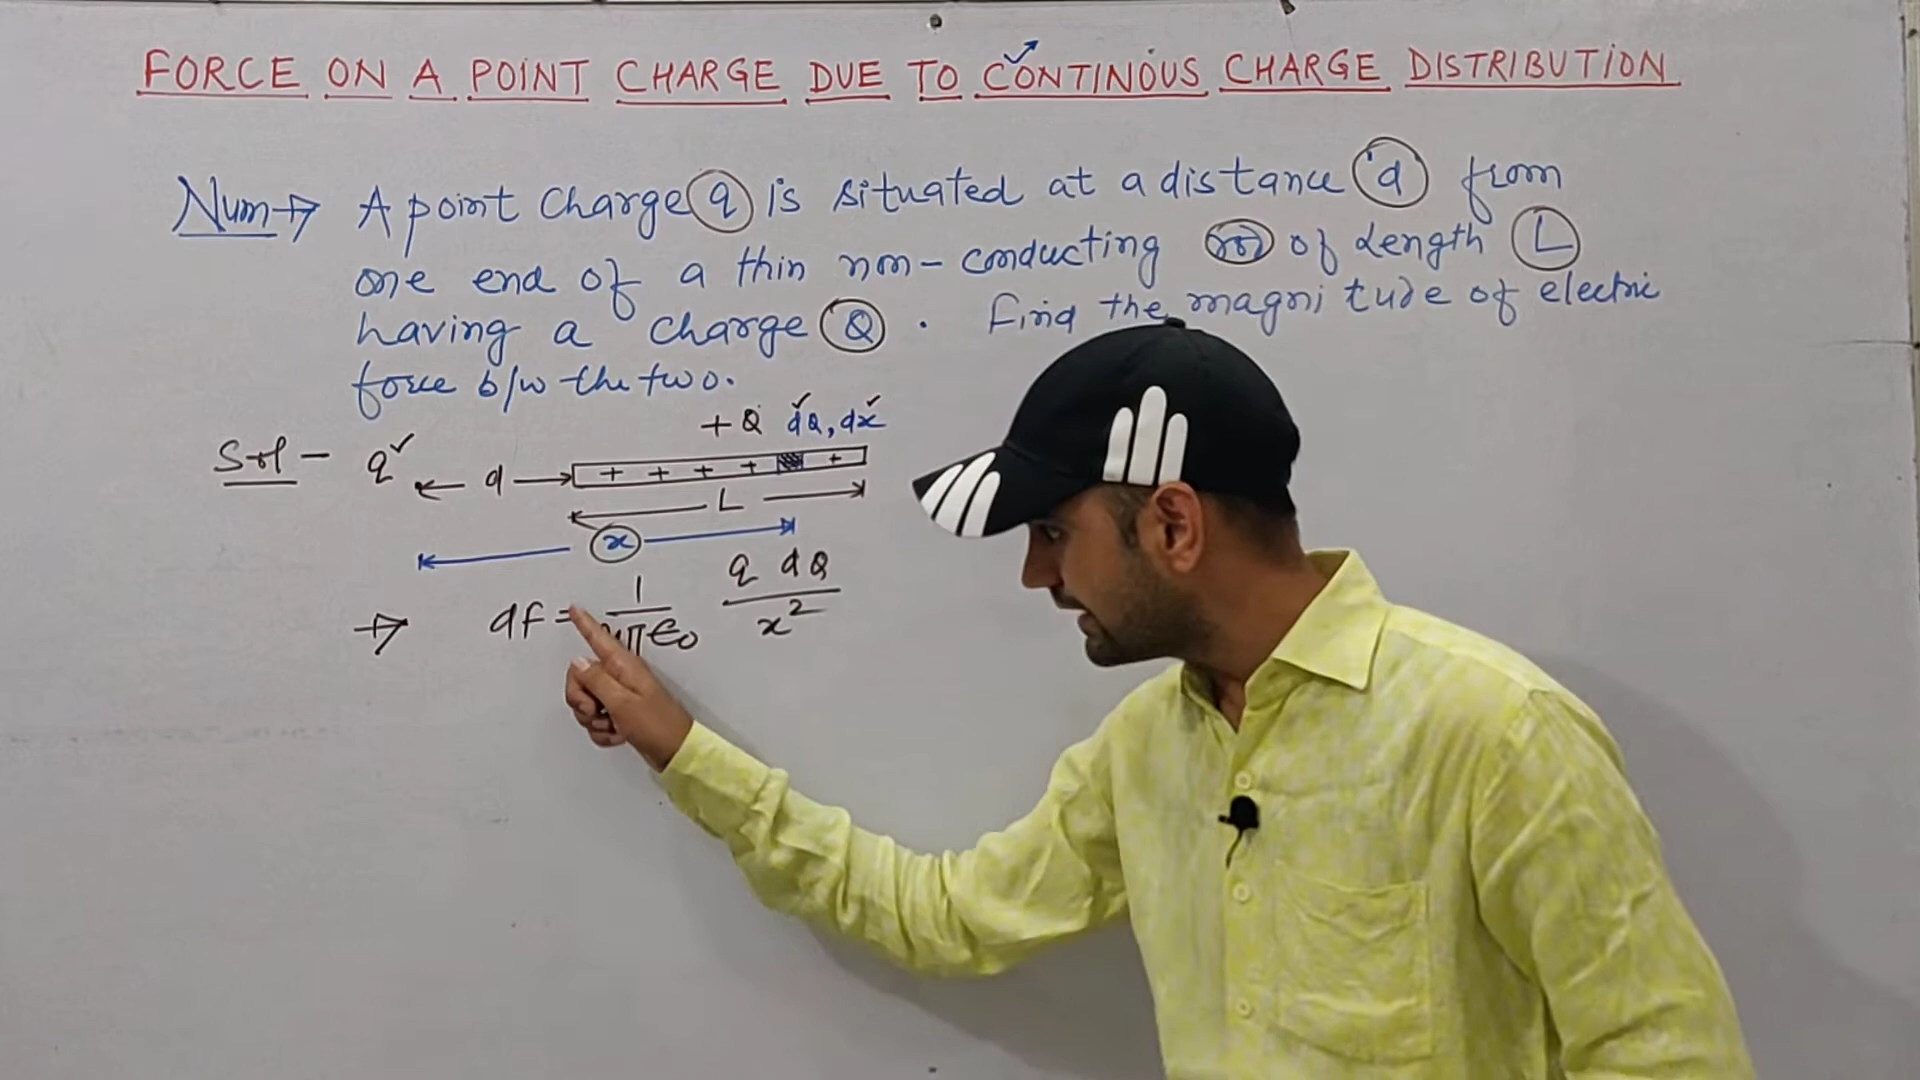 FORCE ON A POINT CHARGE DUE TO CONTINOUS CHARGE DISTRIBUTION
Num→ A point charge q is situated at a distance 'd' from
one end of a thin non-conducting rod of length L
having a charge Q. find the magnitude of electric
force b/w the two.
+Q dQ, dx
Sol- q
d
+ + + + +
L
x
⇒ df = 1/4πε₀ q dQ/x²